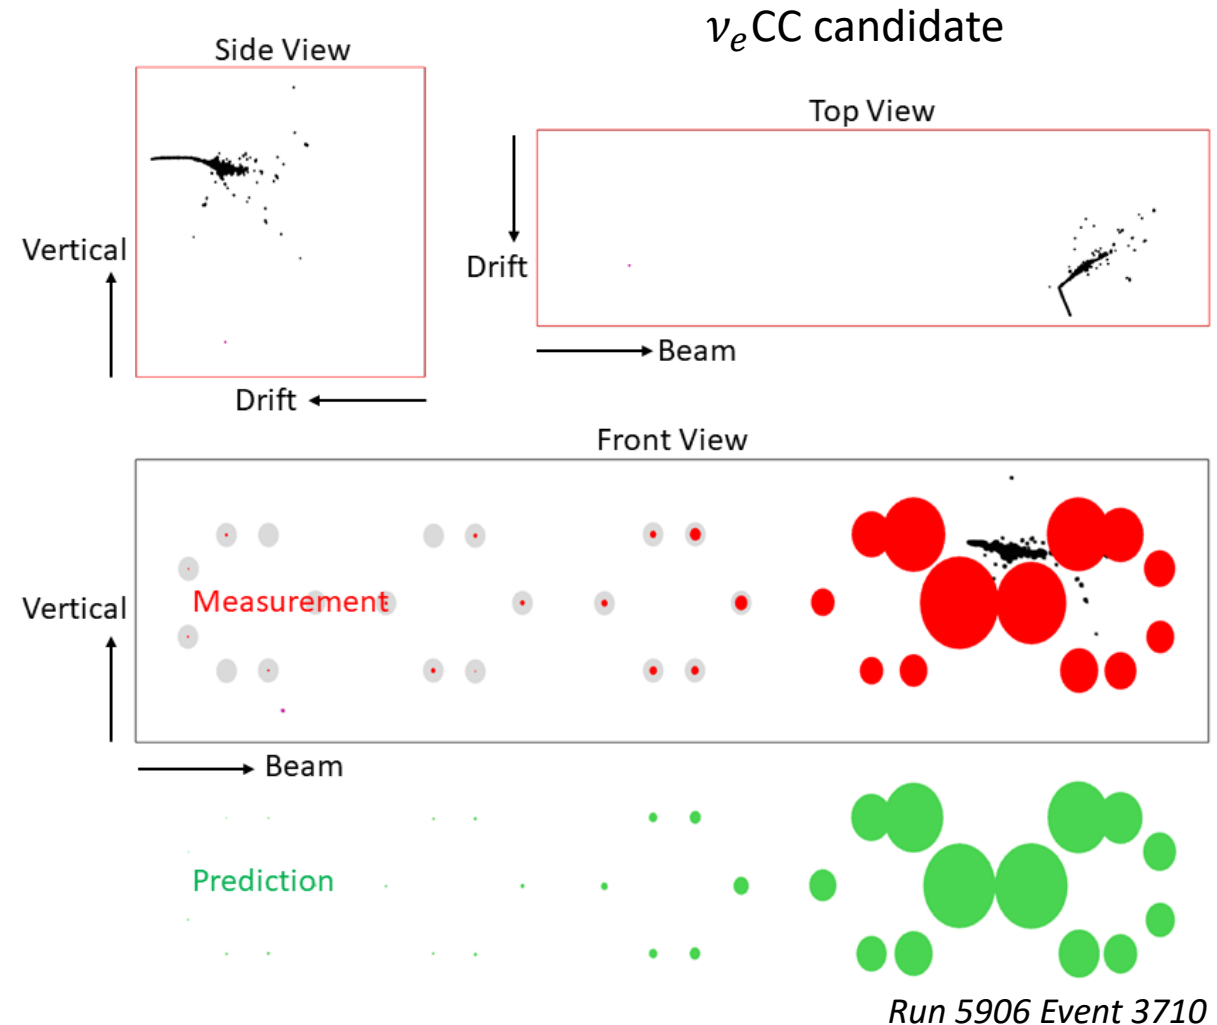 𝜈ₑCC candidate
Side View
Top View
Vertical
Drift
Drift
Beam
Front View
Measurement
Vertical
Beam
Prediction
Run 5906 Event 3710